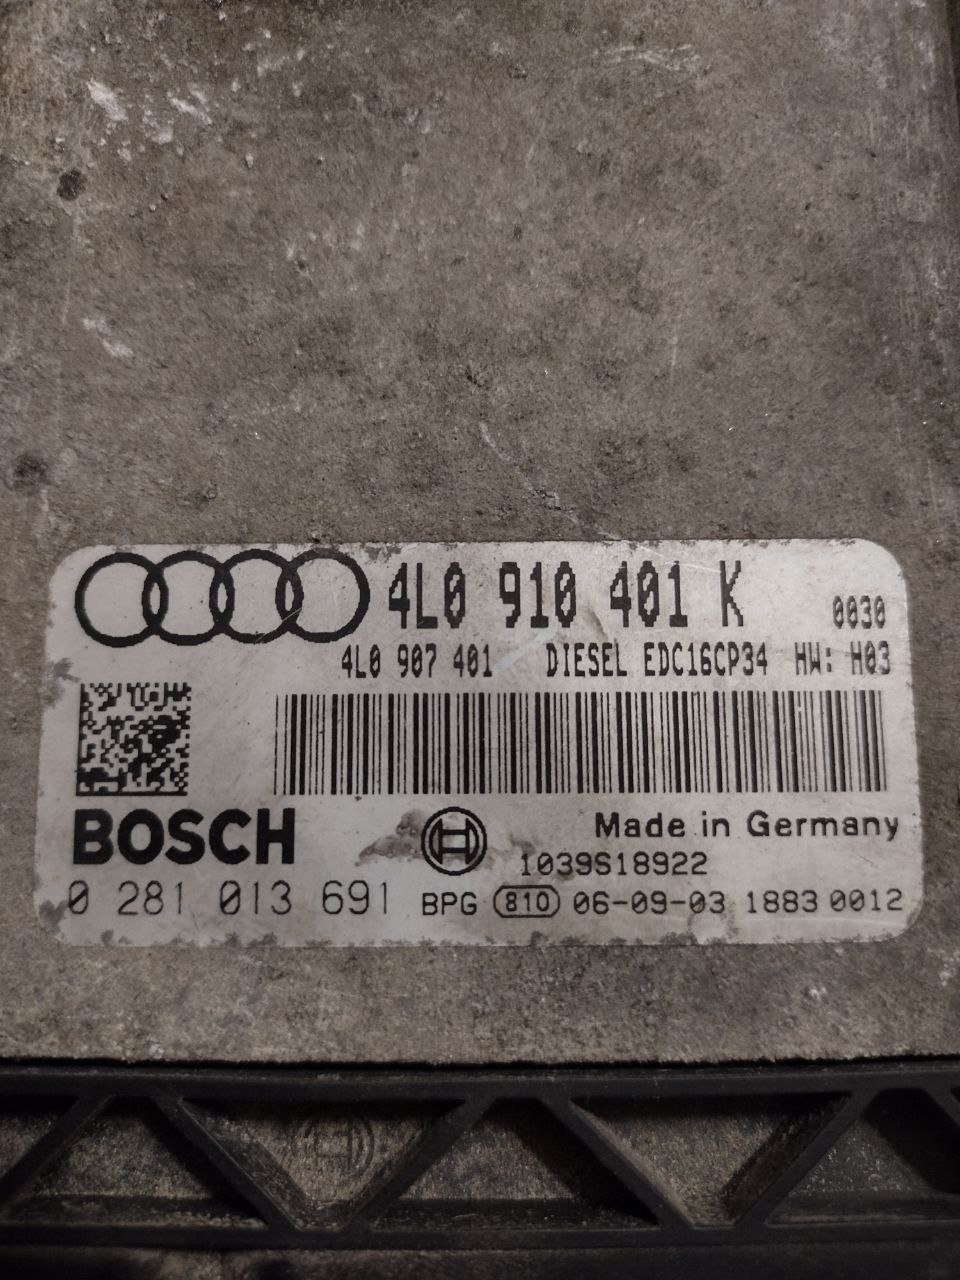 4L0 910 401 K 0030
4L0 907 401 DIESEL EDC16CP34 HW: H03
BOSCH Made in Germany
1039S18922
0 281 013 691 BPG 810 06-09-03 1883 0012